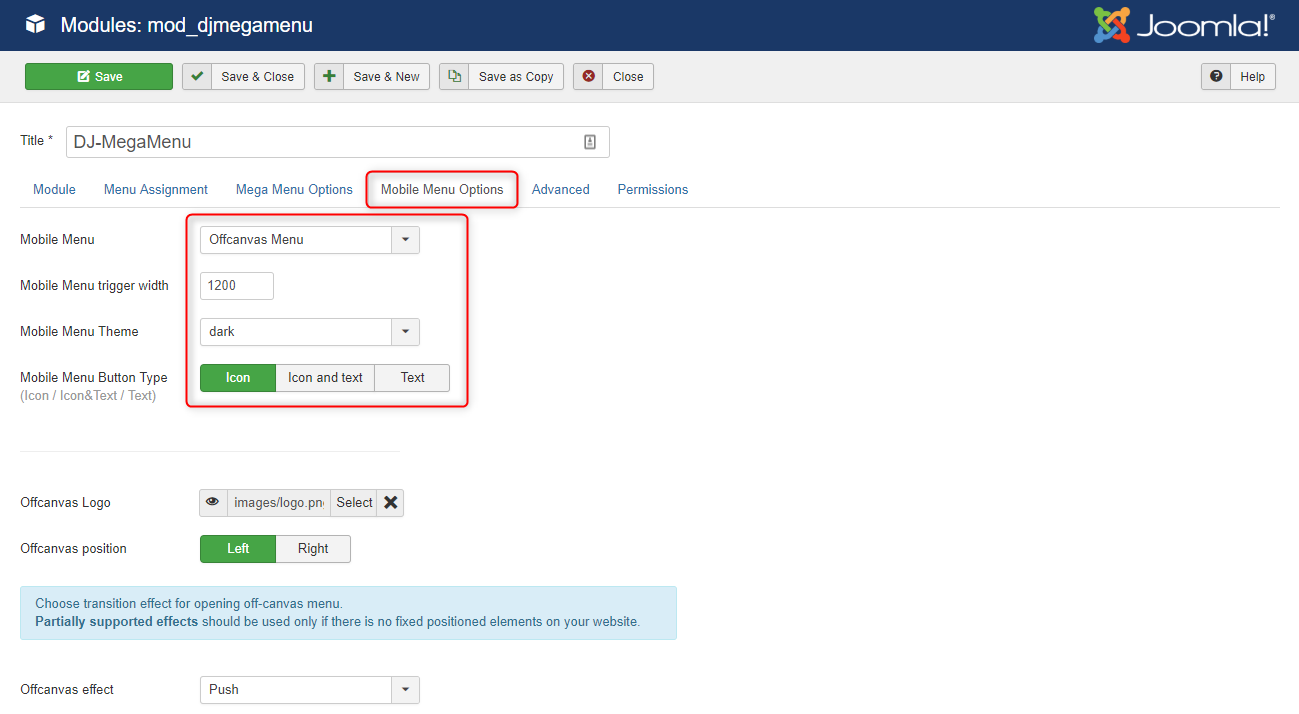 Modules: mod_djmegamenu
Joomla!®
Save
Save & Close
Save & New
Save as Copy
Close
Help
Title *
DJ-MegaMenu
Module
Menu Assignment
Mega Menu Options
Mobile Menu Options
Advanced
Permissions
Mobile Menu
Offcanvas Menu
Mobile Menu trigger width
1200
Mobile Menu Theme
dark
Mobile Menu Button Type
(Icon / Icon&Text / Text)
Icon
Icon and text
Text
Offcanvas Logo
images/logo.pn
Select
Offcanvas position
Left
Right
Choose transition effect for opening off-canvas menu.
Partially supported effects should be used only if there is no fixed positioned elements on your website.
Offcanvas effect
Push